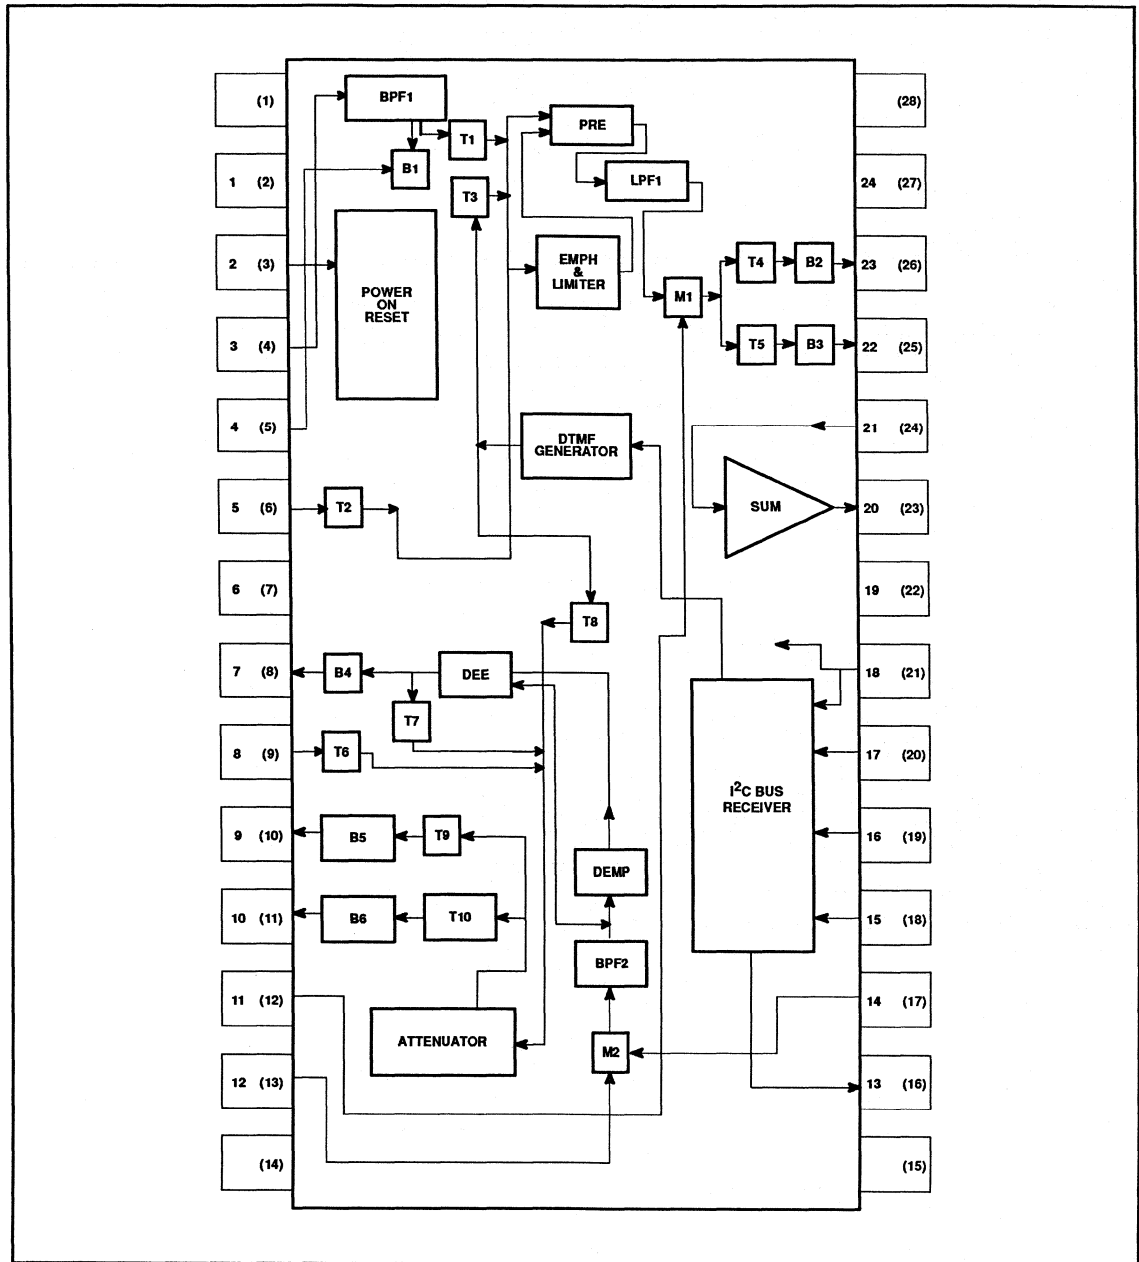 (1)
BPF1
(28)
PRE
T1
B1
LPF1
1 (2)
24 (27)
T3
2 (3)
POWER
ON
RESET
EMPH
&
LIMITER
T4
B2
23 (26)
M1
3 (4)
T5
B3
22 (25)
4 (5)
DTMF
GENERATOR
21 (24)
5 (6)
T2
SUM
20 (23)
6 (7)
19 (22)
T8
7 (8)
B4
DEE
18 (21)
T7
8 (9)
T6
17 (20)
I2C BUS
RECEIVER
9 (10)
B5
T9
16 (19)
DEMP
10 (11)
B6
T10
15 (18)
BPF2
11 (12)
14 (17)
ATTENUATOR
M2
12 (13)
13 (16)
(14)
(15)